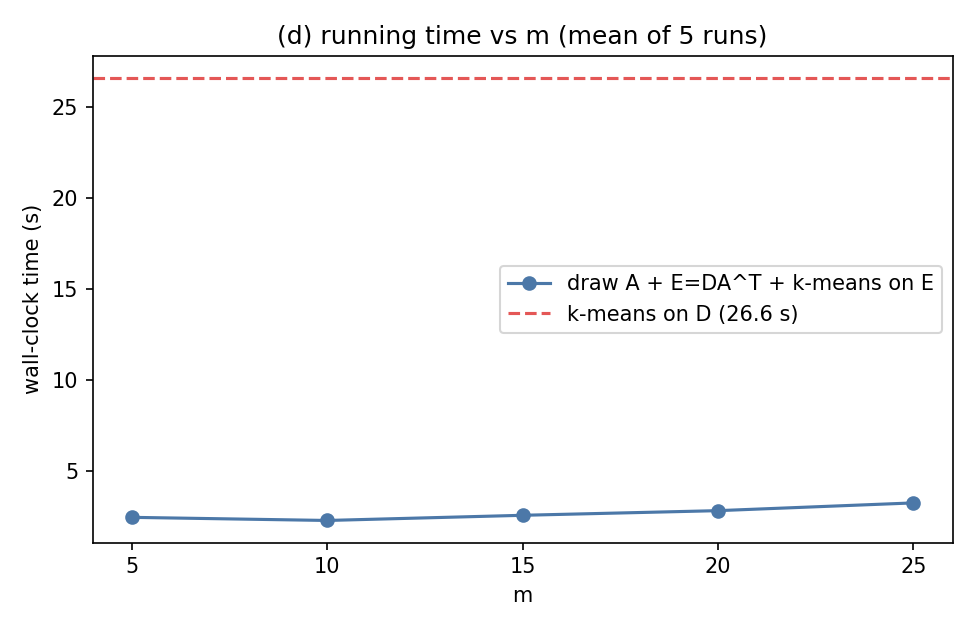 (d) running time vs m (mean of 5 runs)
wall-clock time (s)
25
20
15
10
5
draw A + E=DA^T + k-means on E
k-means on D (26.6 s)
5 10 15 20 25
m